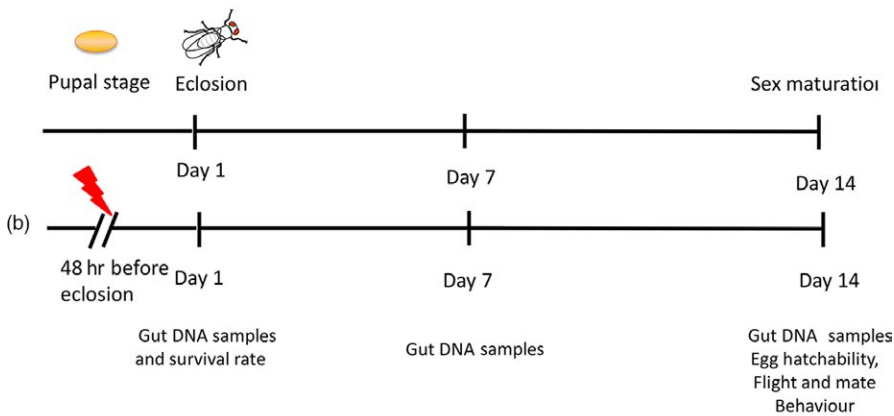 Pupal stage
Eclosion
Sex maturation
Day 1
Day 7
Day 14
(b)
48 hr before
eclosion
Day 1
Day 7
Day 14
Gut DNA samples
and survival rate
Gut DNA samples
Gut DNA samples
Egg hatchability,
Flight and mate
Behaviour